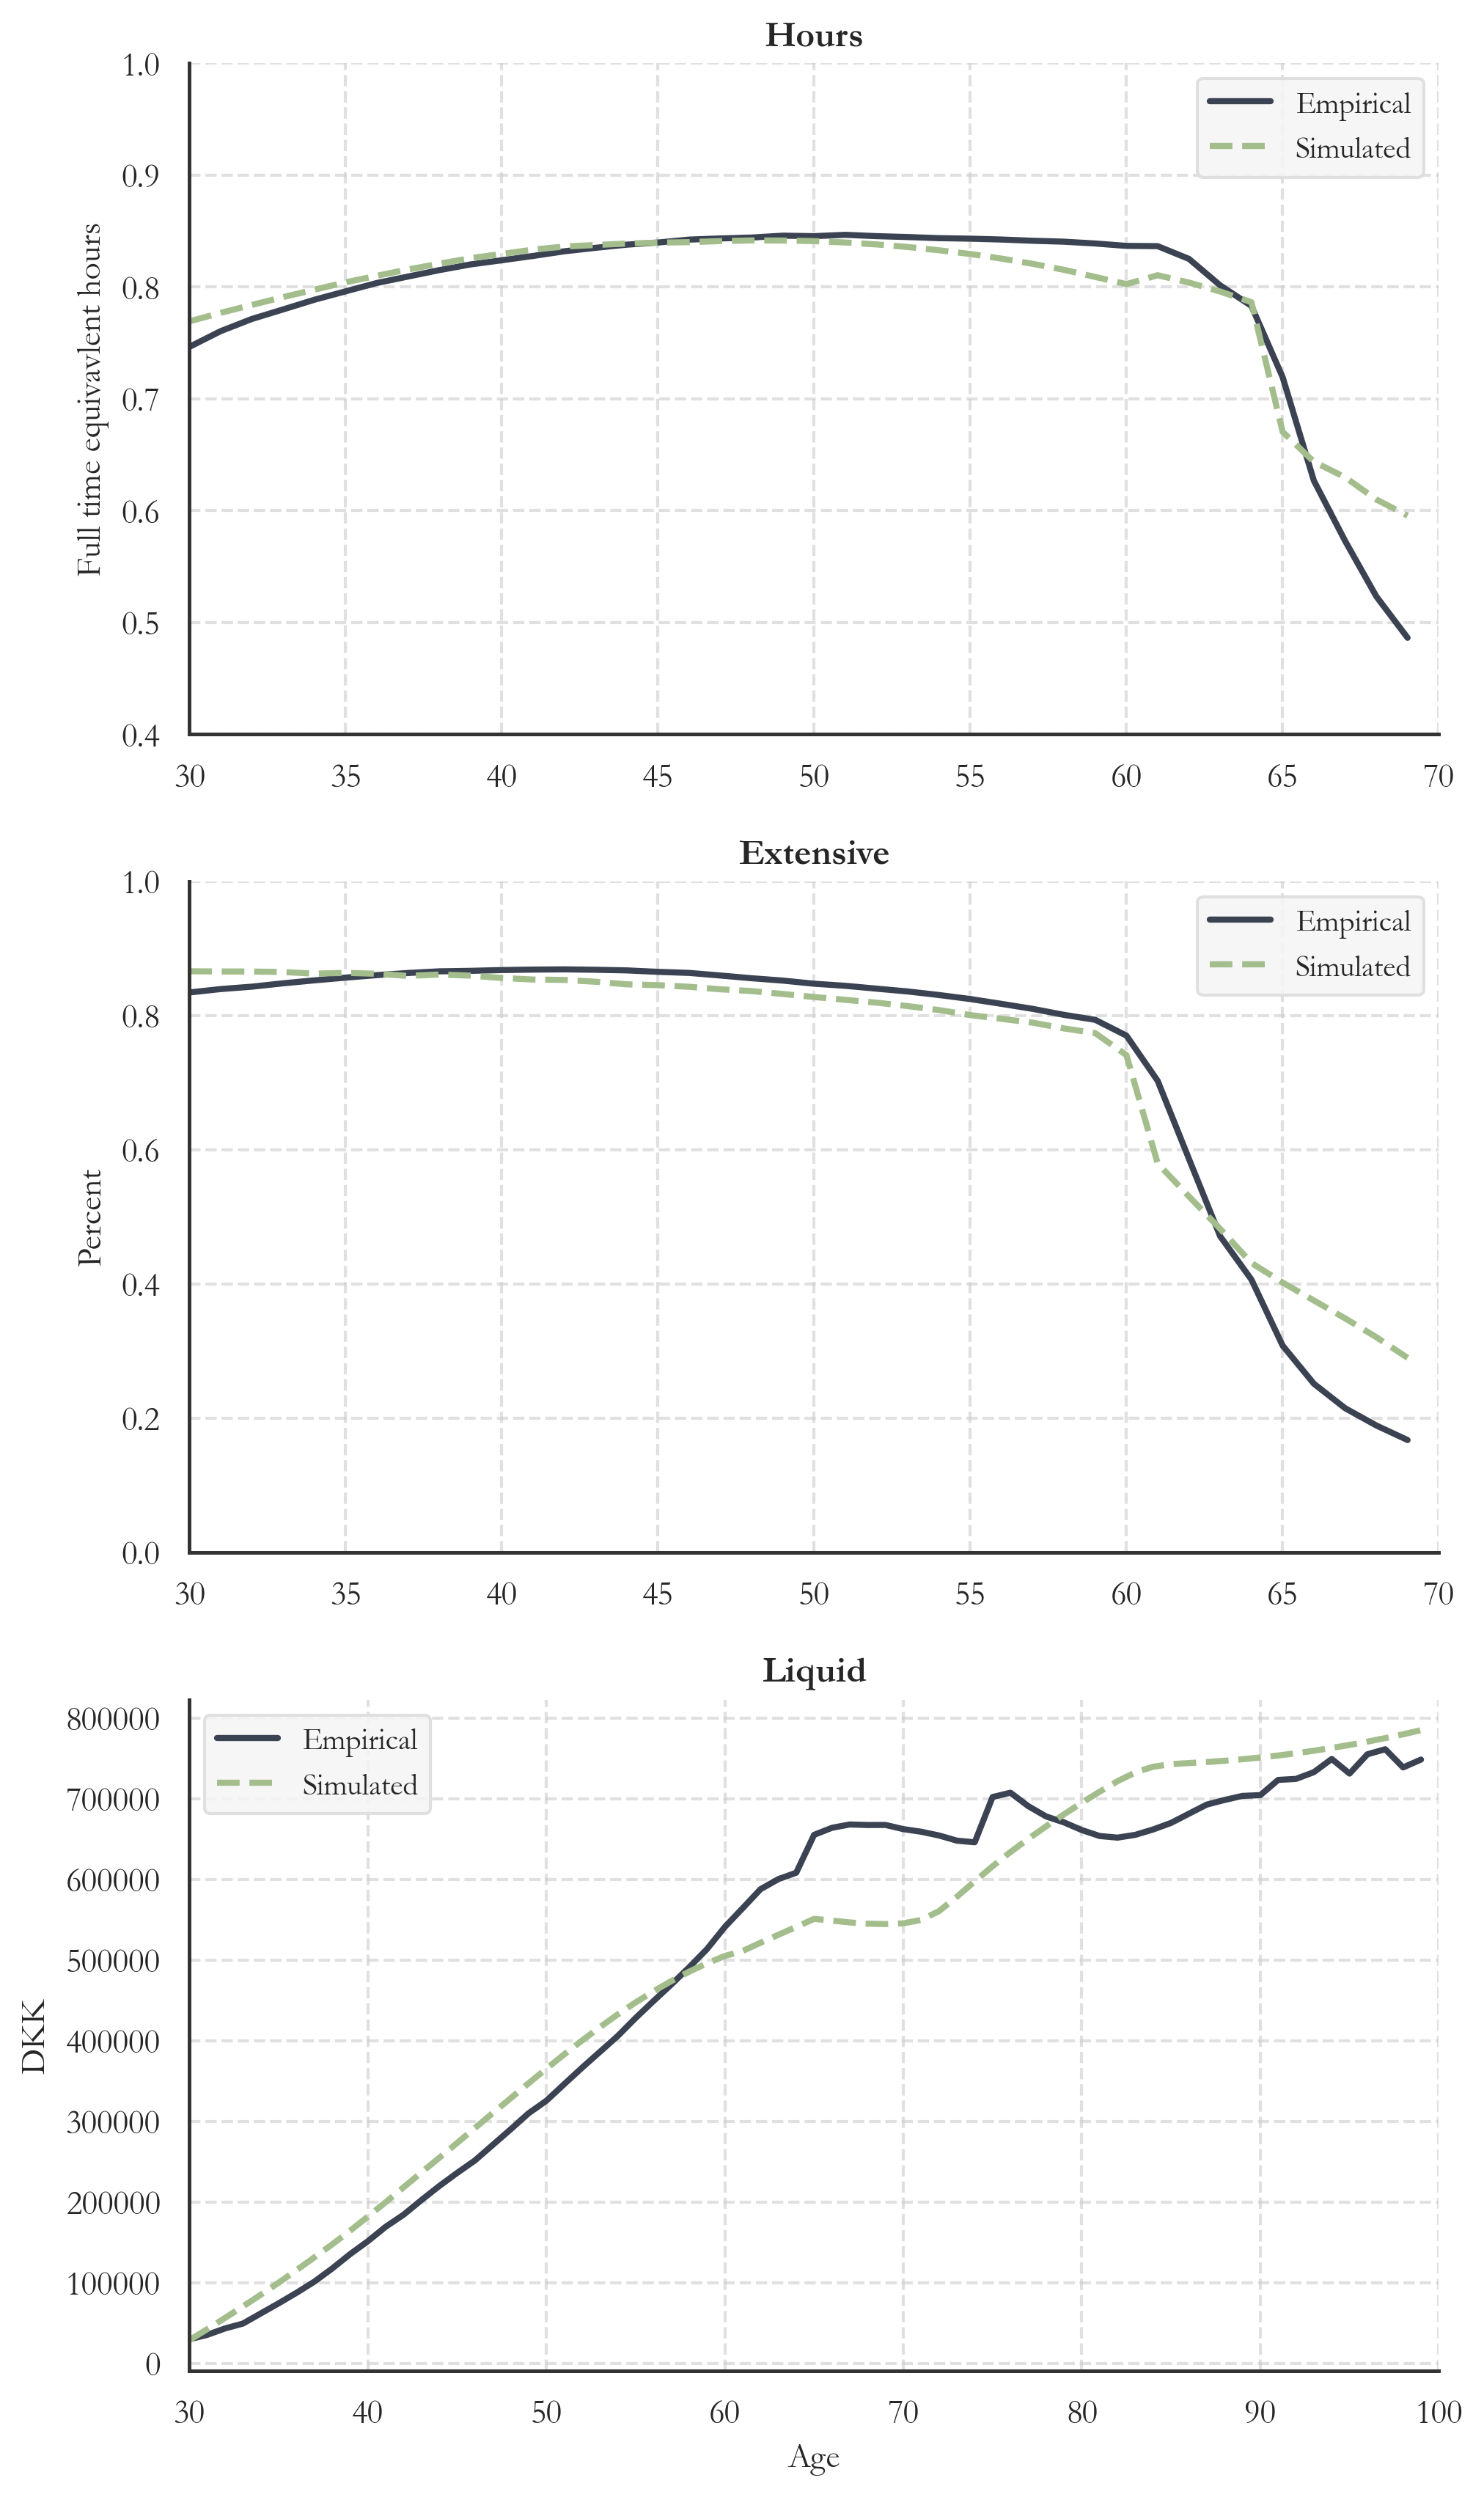 Hours
1.0
0.9
0.8
0.7
0.6
0.5
0.4
Full time equivavlent hours
Empirical
Simulated
30 35 40 45 50 55 60 65 70
Extensive
1.0
0.8
0.6
0.4
0.2
0.0
Percent
Empirical
Simulated
30 35 40 45 50 55 60 65 70
Liquid
800000
700000
600000
500000
400000
300000
200000
100000
0
DKK
Empirical
Simulated
30 40 50 60 70 80 90 100
Age